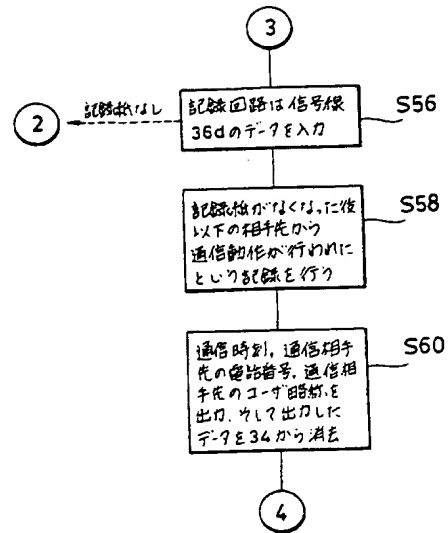 3
2
記録紙なし
記録回路は信号線
36dのデータを入力
S56
記録紙がなくなった後
以下の相手先から
通信動作が行われた
という記録を行う
S58
通信時刻，通信相手
先の電話番号，通信相
手先のユーザ略称を
出力，そして出力した
データを34から消去
S60
4